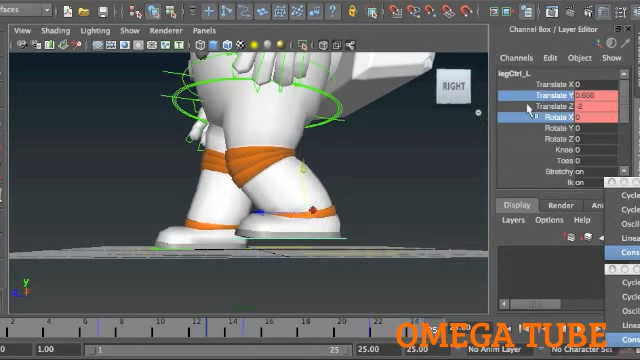 faces
Channel Box / Layer Editor
View Shading Lighting Show Renderer Panels
Channels Edit Object Show
legCtrl_L
Translate X 0
Translate Y 0.656
Translate Z -2
Rotate X 0
Rotate Y 0
Rotate Z 0
Knee 0
Toes 0
Stretchy on
Ik on
RIGHT
Display Render Ani
Layers Options Help
Cycle
Cycle
Oscil
Linea
Cons
Cycle
Cycle
Oscil
Linea
Cons
y
2 4 6 8 10 12 14 16 18 20 22 24
1.00 1 25 25.00 25.00 No Anim Layer No Character Set
OMEGA TUBE